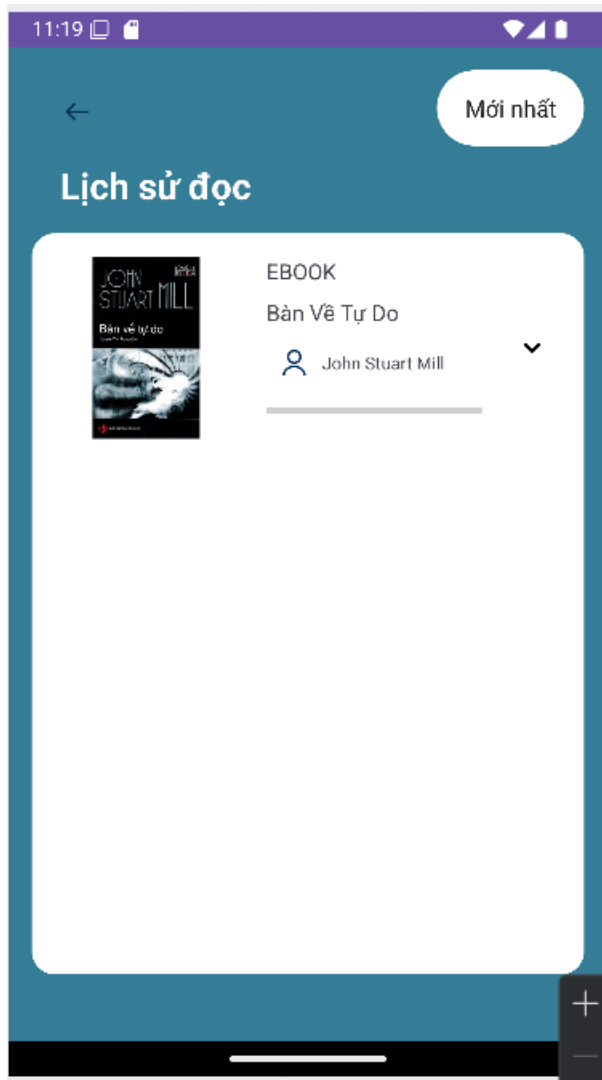 11:19
Mới nhất
Lịch sử đọc
JOHN
STUART MILL
Bàn về tự do
EBOOK
Bàn Về Tự Do
John Stuart Mill